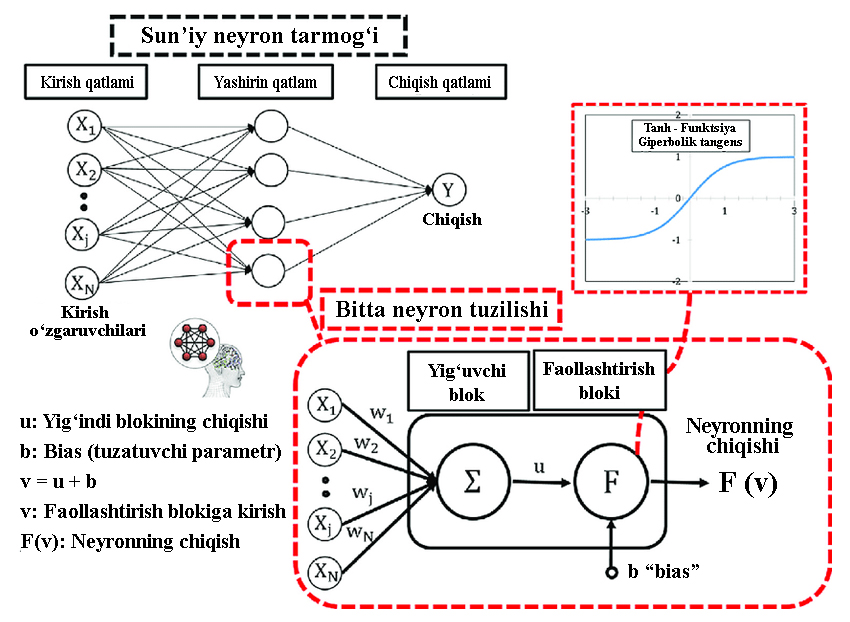 Sun’iy neyron tarmog‘i
Kirish qatlami
Yashirin qatlam
Chiqish qatlami
X1
X2
Xj
XN
Y
Chiqish
Kirish
o‘zgaruvchilari
2
Tanh - Funktsiya
Giperbolik tangens
1
0
-3
-1
1
3
-1
-2
Bitta neyron tuzilishi
Yig‘uvchi
blok
Faollashtirish
bloki
X1
X2
Xj
XN
w1
w2
wj
wN
Σ
u
F
Neyronning
chiqishi
F (v)
b “bias”
u: Yig‘indi blokining chiqishi
b: Bias (tuzatuvchi parametr)
v = u + b
v: Faollashtirish blokiga kirish
F(v): Neyronning chiqish